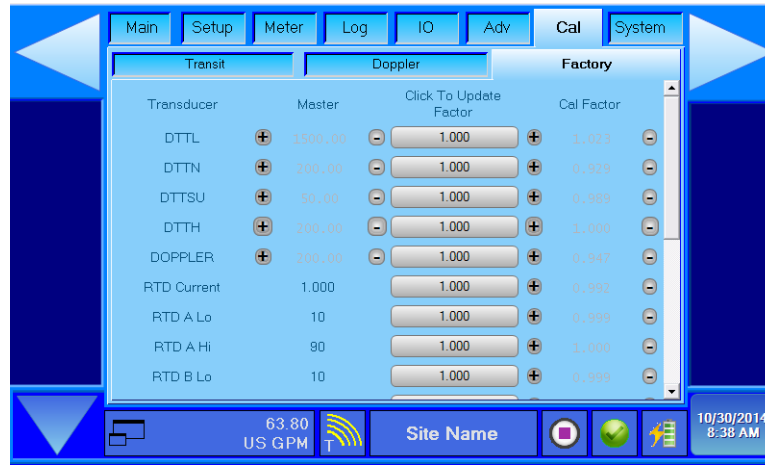 Main Setup Meter Log IO Adv Cal System
Transit Doppler Factory
Transducer Master Click To Update Factor Cal Factor
DTTL + 1500.00 - 1.000 + 1.023 -
DTTN + 200.00 - 1.000 + 0.929 -
DTTSU + 50.00 - 1.000 + 0.989 -
DTTH + 200.00 - 1.000 + 1.000 -
DOPPLER + 200.00 - 1.000 + 0.947 -
RTD Current 1.000 1.000 + 0.992 -
RTD A Lo 10 1.000 + 0.999 -
RTD A Hi 90 1.000 + 1.000 -
RTD B Lo 10 1.000 + 0.999 -
63.80
US GPM
T
Site Name
10/30/2014
8:38 AM